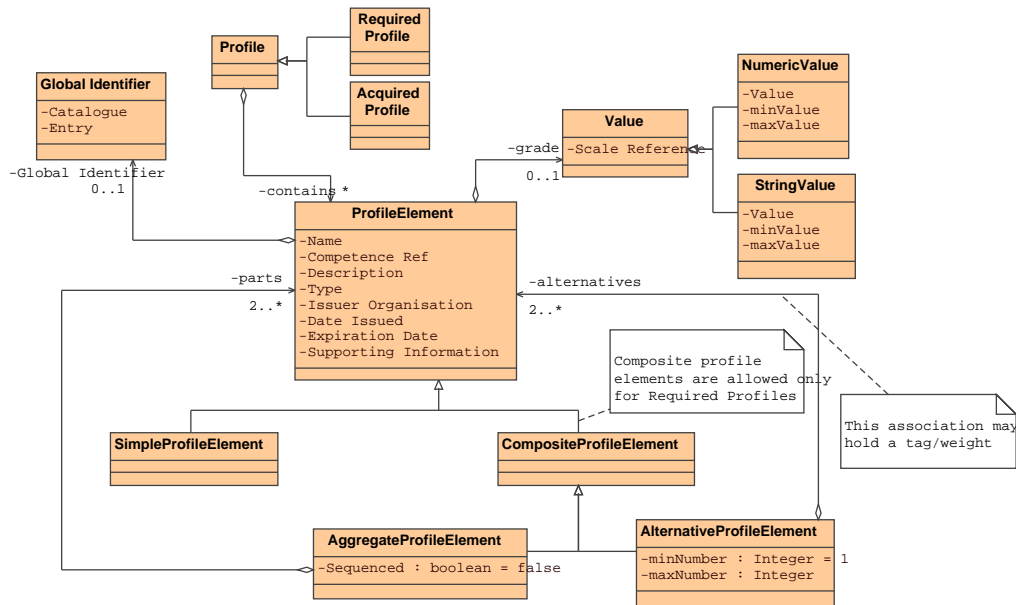 Required
Profile
Profile
Acquired
Profile
Global Identifier
-Catalogue
-Entry
NumericValue
-Value
-minValue
-maxValue
Value
-Scale Reference
StringValue
-Value
-minValue
-maxValue
-grade
0..1
-Global Identifier
0..1
-contains *
ProfileElement
-Name
-Competence Ref
-Description
-Type
-Issuer Organisation
-Date Issued
-Expiration Date
-Supporting Information
-parts
2..*
-alternatives
2..*
Composite profile
elements are allowed only
for Required Profiles
This association may
hold a tag/weight
SimpleProfileElement
CompositeProfileElement
AggregateProfileElement
-Sequenced : boolean = false
AlternativeProfileElement
-minNumber : Integer = 1
-maxNumber : Integer